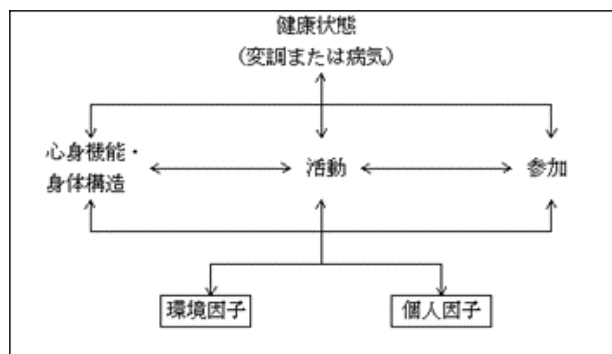 健康状態
(変調または病気)
心身機能・
身体構造
活動
参加
環境因子
個人因子